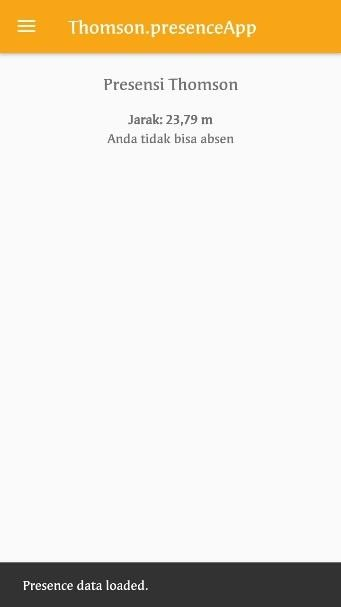 Thomson.presenceApp
Presensi Thomson
Jarak: 23,79 m
Anda tidak bisa absen
Presence data loaded.